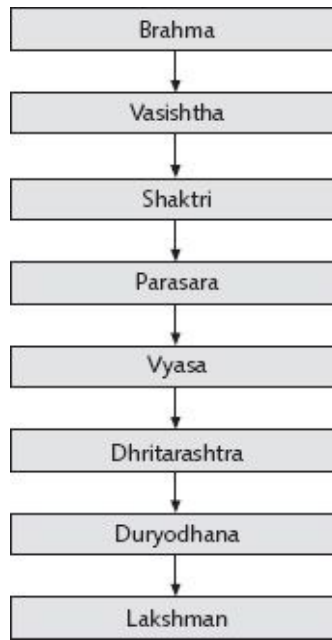 Brahma
Vasishtha
Shaktri
Parasara
Vyasa
Dhritarashtra
Duryodhana
Lakshman